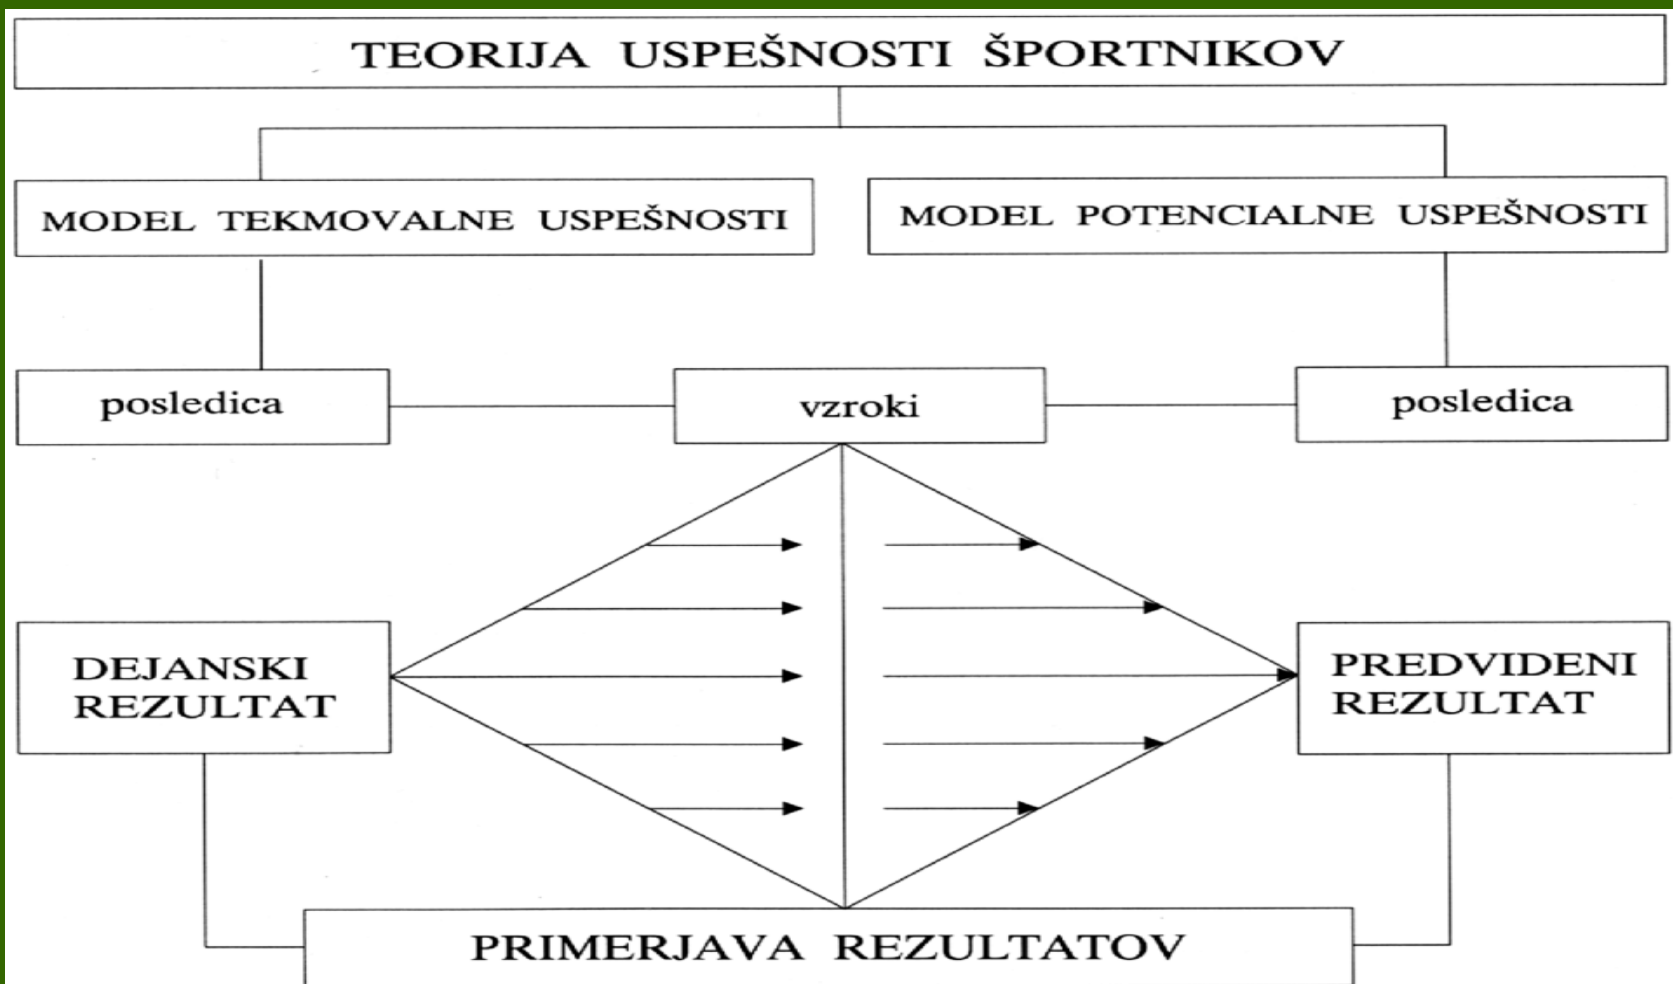 TEORIJA USPEŠNOSTI ŠPORTNIKOV
MODEL TEKMOVALNE USPEŠNOSTI
MODEL POTENCIALNE USPEŠNOSTI
posledica
vzroki
posledica
DEJANSKI
REZULTAT
PREDVIDENI
REZULTAT
PRIMERJAVA REZULTATOV